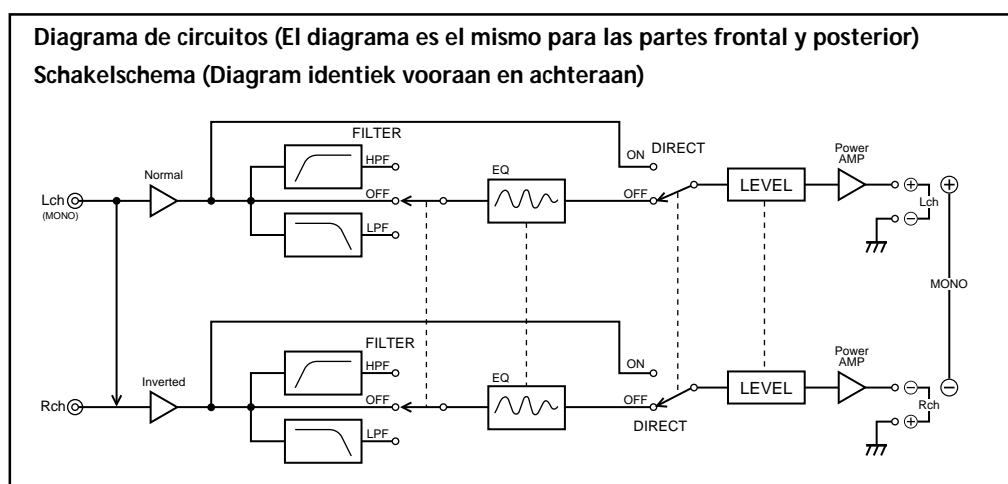 Diagrama de circuitos (El diagrama es el mismo para las partes frontal y posterior)
Schakelschema (Diagram identiek vooraan en achteraan)
FILTER
HPF
OFF
LPF
Lch
(MONO)
Normal
EQ
ON
DIRECT
OFF
LEVEL
Power
AMP
+
Lch
−
+
MONO
−
FILTER
HPF
OFF
LPF
Rch
Inverted
EQ
ON
OFF
DIRECT
LEVEL
Power
AMP
−
Rch
+